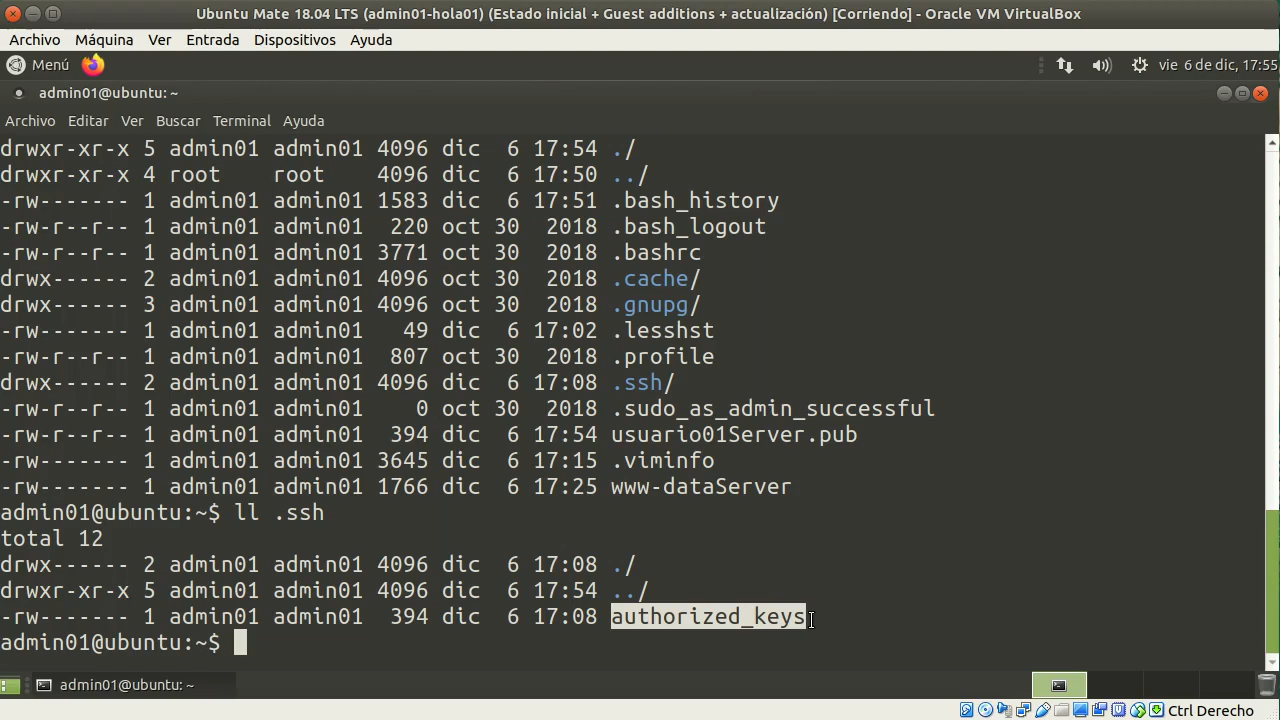 Ubuntu Mate 18.04 LTS (admin01-hola01) (Estado inicial + Guest additions + actualización) [Corriendo] - Oracle VM VirtualBox
Archivo Máquina Ver Entrada Dispositivos Ayuda
Menú vie 6 de dic, 17:55
admin01@ubuntu: ~
Archivo Editar Ver Buscar Terminal Ayuda
drwxr-xr-x 5 admin01 admin01 4096 dic  6 17:54 ./
drwxr-xr-x 4 root    root    4096 dic  6 17:50 ../
-rw------- 1 admin01 admin01 1583 dic  6 17:51 .bash_history
-rw-r--r-- 1 admin01 admin01  220 oct 30  2018 .bash_logout
-rw-r--r-- 1 admin01 admin01 3771 oct 30  2018 .bashrc
drwx------ 2 admin01 admin01 4096 oct 30  2018 .cache/
drwx------ 3 admin01 admin01 4096 oct 30  2018 .gnupg/
-rw------- 1 admin01 admin01   49 dic  6 17:02 .lesshst
-rw-r--r-- 1 admin01 admin01  807 oct 30  2018 .profile
drwx------ 2 admin01 admin01 4096 dic  6 17:08 .ssh/
-rw-r--r-- 1 admin01 admin01    0 oct 30  2018 .sudo_as_admin_successful
-rw-r--r-- 1 admin01 admin01  394 dic  6 17:54 usuario01Server.pub
-rw------- 1 admin01 admin01 3645 dic  6 17:15 .viminfo
-rw------- 1 admin01 admin01 1766 dic  6 17:25 www-dataServer
admin01@ubuntu:~$ ll .ssh
total 12
drwx------ 2 admin01 admin01 4096 dic  6 17:08 ./
drwxr-xr-x 5 admin01 admin01 4096 dic  6 17:54 ../
-rw------- 1 admin01 admin01  394 dic  6 17:08 authorized_keys
admin01@ubuntu:~$
admin01@ubuntu: ~
Ctrl Derecho